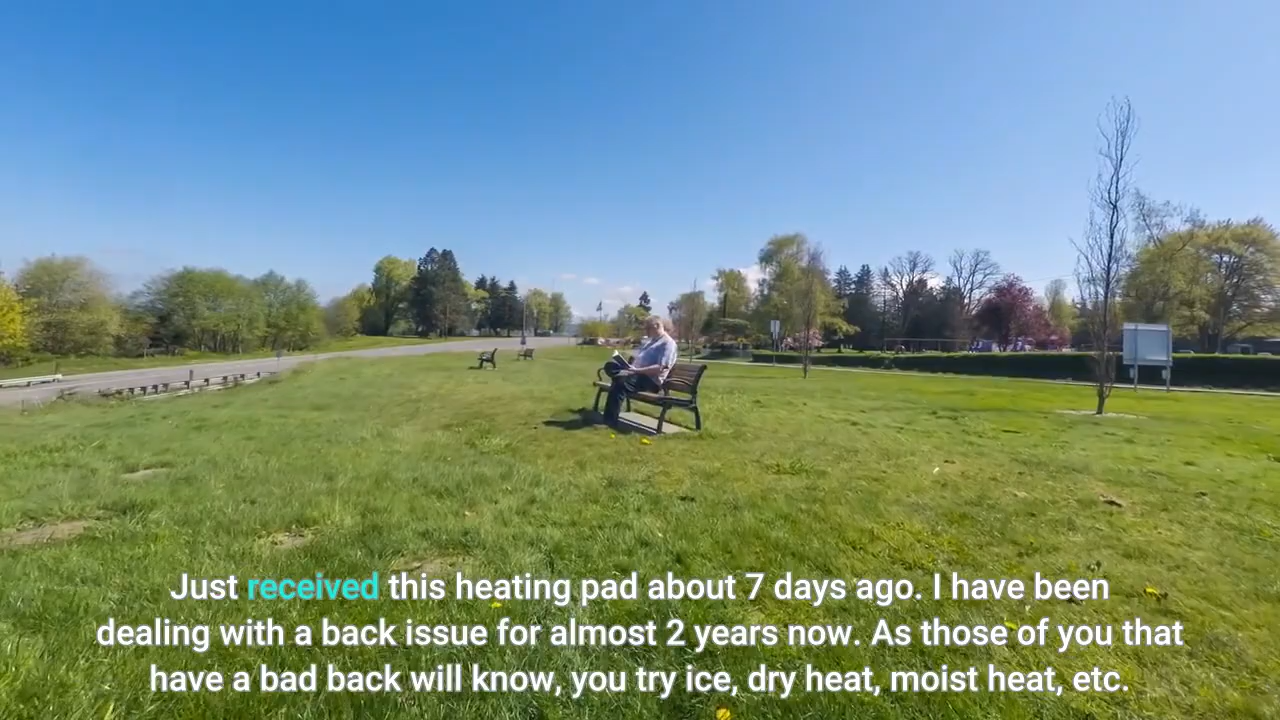 Just received this heating pad about 7 days ago. I have been
dealing with a back issue for almost 2 years now. As those of you that
have a bad back will know, you try ice, dry heat, moist heat, etc.